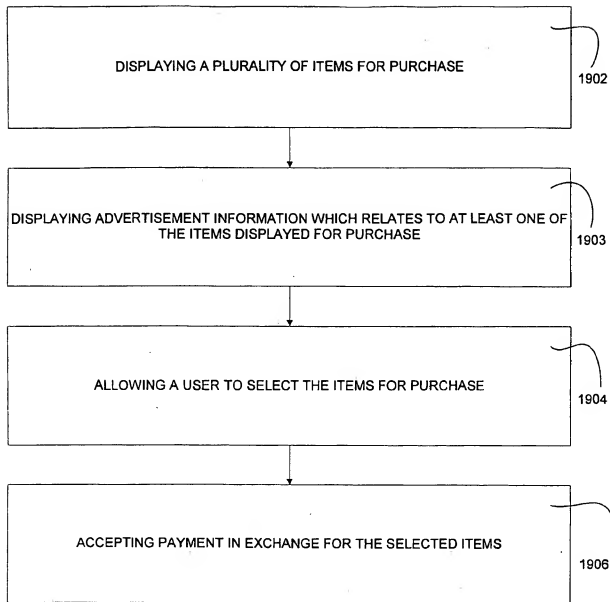 DISPLAYING A PLURALITY OF ITEMS FOR PURCHASE
1902
DISPLAYING ADVERTISEMENT INFORMATION WHICH RELATES TO AT LEAST ONE OF
THE ITEMS DISPLAYED FOR PURCHASE
1903
ALLOWING A USER TO SELECT THE ITEMS FOR PURCHASE
1904
ACCEPTING PAYMENT IN EXCHANGE FOR THE SELECTED ITEMS
1906